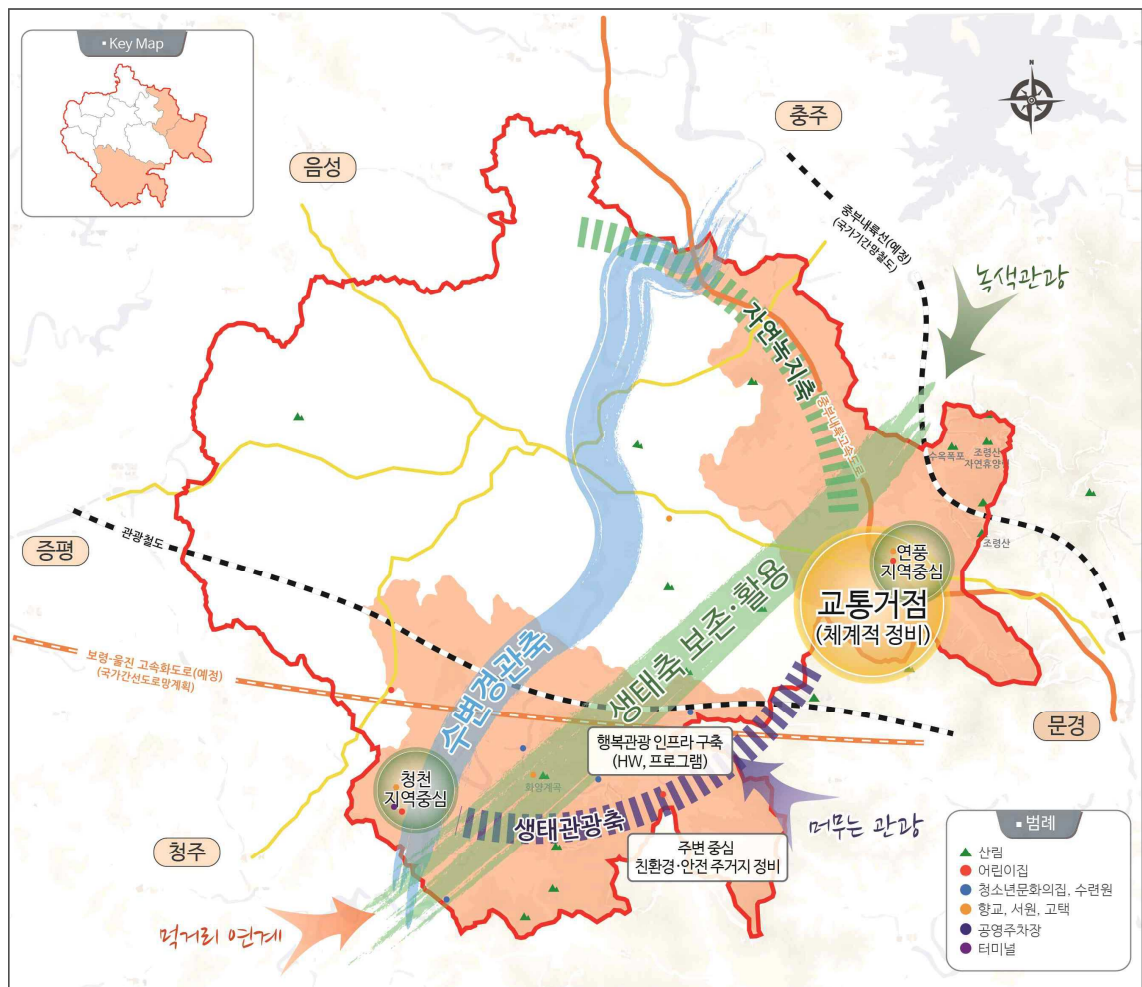 ▪ Key Map
N
충주
음성
중부내륙선(예정)
(국가기간망철도)
녹색관광
자연녹지축
중부내륙고속도로
수옥폭포
조령산
자연휴양림
조령산
증평
관광철도
연풍
지역중심
교통거점
(체계적 정비)
생태축 보존·활용
보령-울진 고속화도로(예정)
(국가간선도로망계획)
수변경관축
문경
행복관광 인프라 구축
(HW, 프로그램)
청천
지역중심
화양계곡
생태관광축
머무는 관광
주변 중심
친환경·안전 주거지 정비
청주
먹거리 연계
▪ 범례
산림
어린이집
청소년문화의집, 수련원
향교, 서원, 고택
공영주차장
터미널